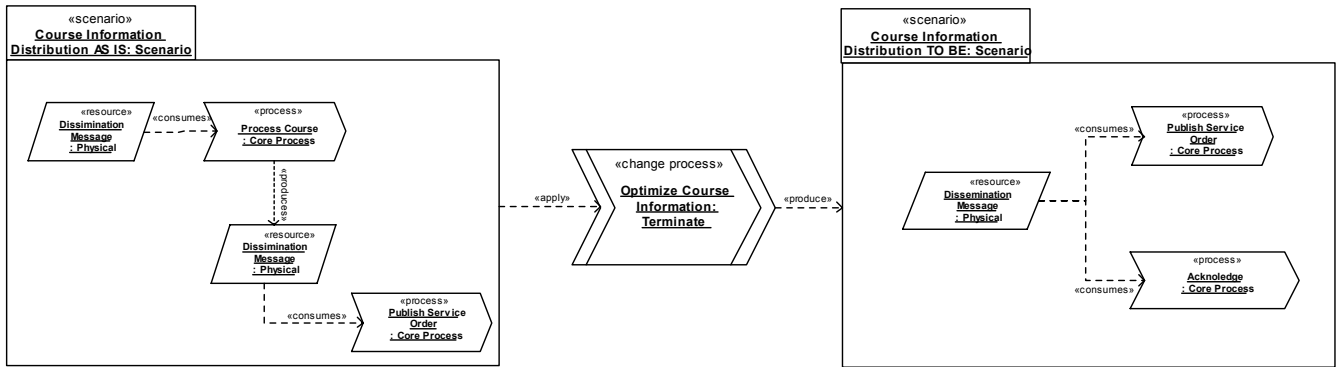 «scenario»
Course Information
Distribution AS IS: Scenario
«resource»
Dissimination
Message
: Physical
«consumes»
«process»
Process Course
: Core Process
«produces»
«resource»
Dissimination
Message
: Physical
«consumes»
«process»
Publish Service
Order
: Core Process
«apply»
«change process»
Optimize Course
Information:
Terminate
«produce»
«scenario»
Course Information
Distribution TO BE: Scenario
«resource»
Dissemination
Message
: Physical
«consumes»
«process»
Publish Service
Order
: Core Process
«consumes»
«process»
Acknoledge
: Core Process